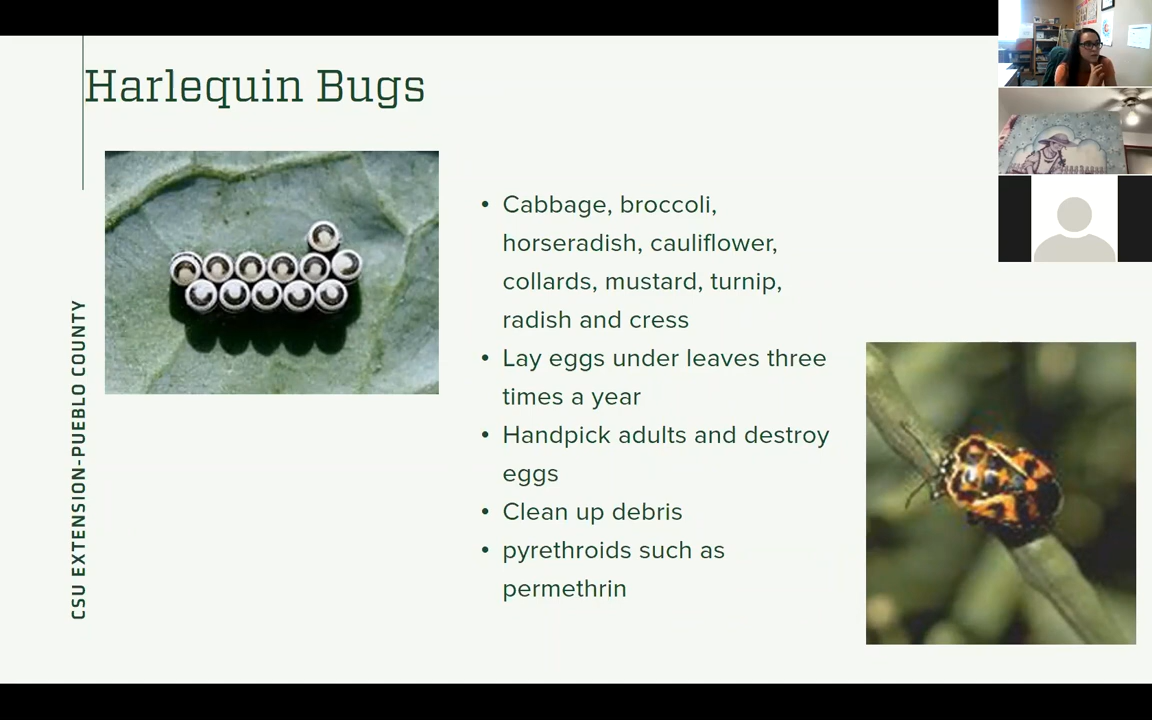 Harlequin Bugs
• Cabbage, broccoli,
horseradish, cauliflower,
collards, mustard, turnip,
radish and cress
• Lay eggs under leaves three
times a year
• Handpick adults and destroy
eggs
• Clean up debris
• pyrethroids such as
permethrin
CSU EXTENSION-PUEBLO COUNTY